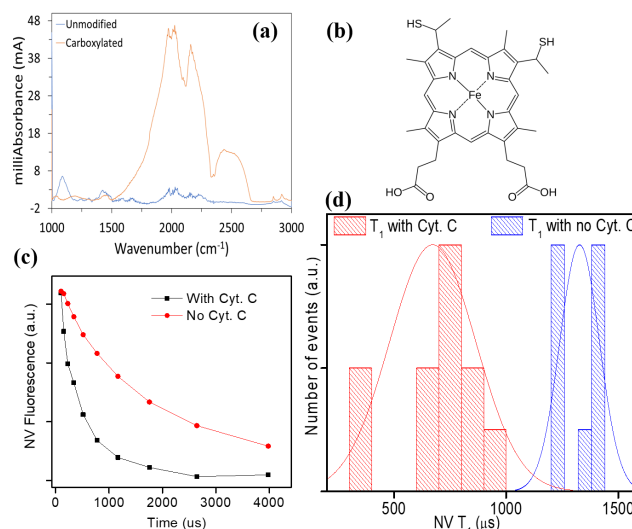 48
38
28
18
8
-2
milliAbsorbance (mA)
Unmodified
Carboxylated
(a)
1000 1500 2000 2500 3000
Wavenumber (cm-1)
(b)
HS
SH
N N
Fe
N N
HO O
O OH
(c)
NV Fluorescence (a.u.)
With Cyt. C
No Cyt. C
0 1000 2000 3000 4000
Time (us)
(d)
T1 with Cyt. C
T1 with no Cyt. C
Number of events (a.u.)
500 1000 1500
NV T1 (μs)